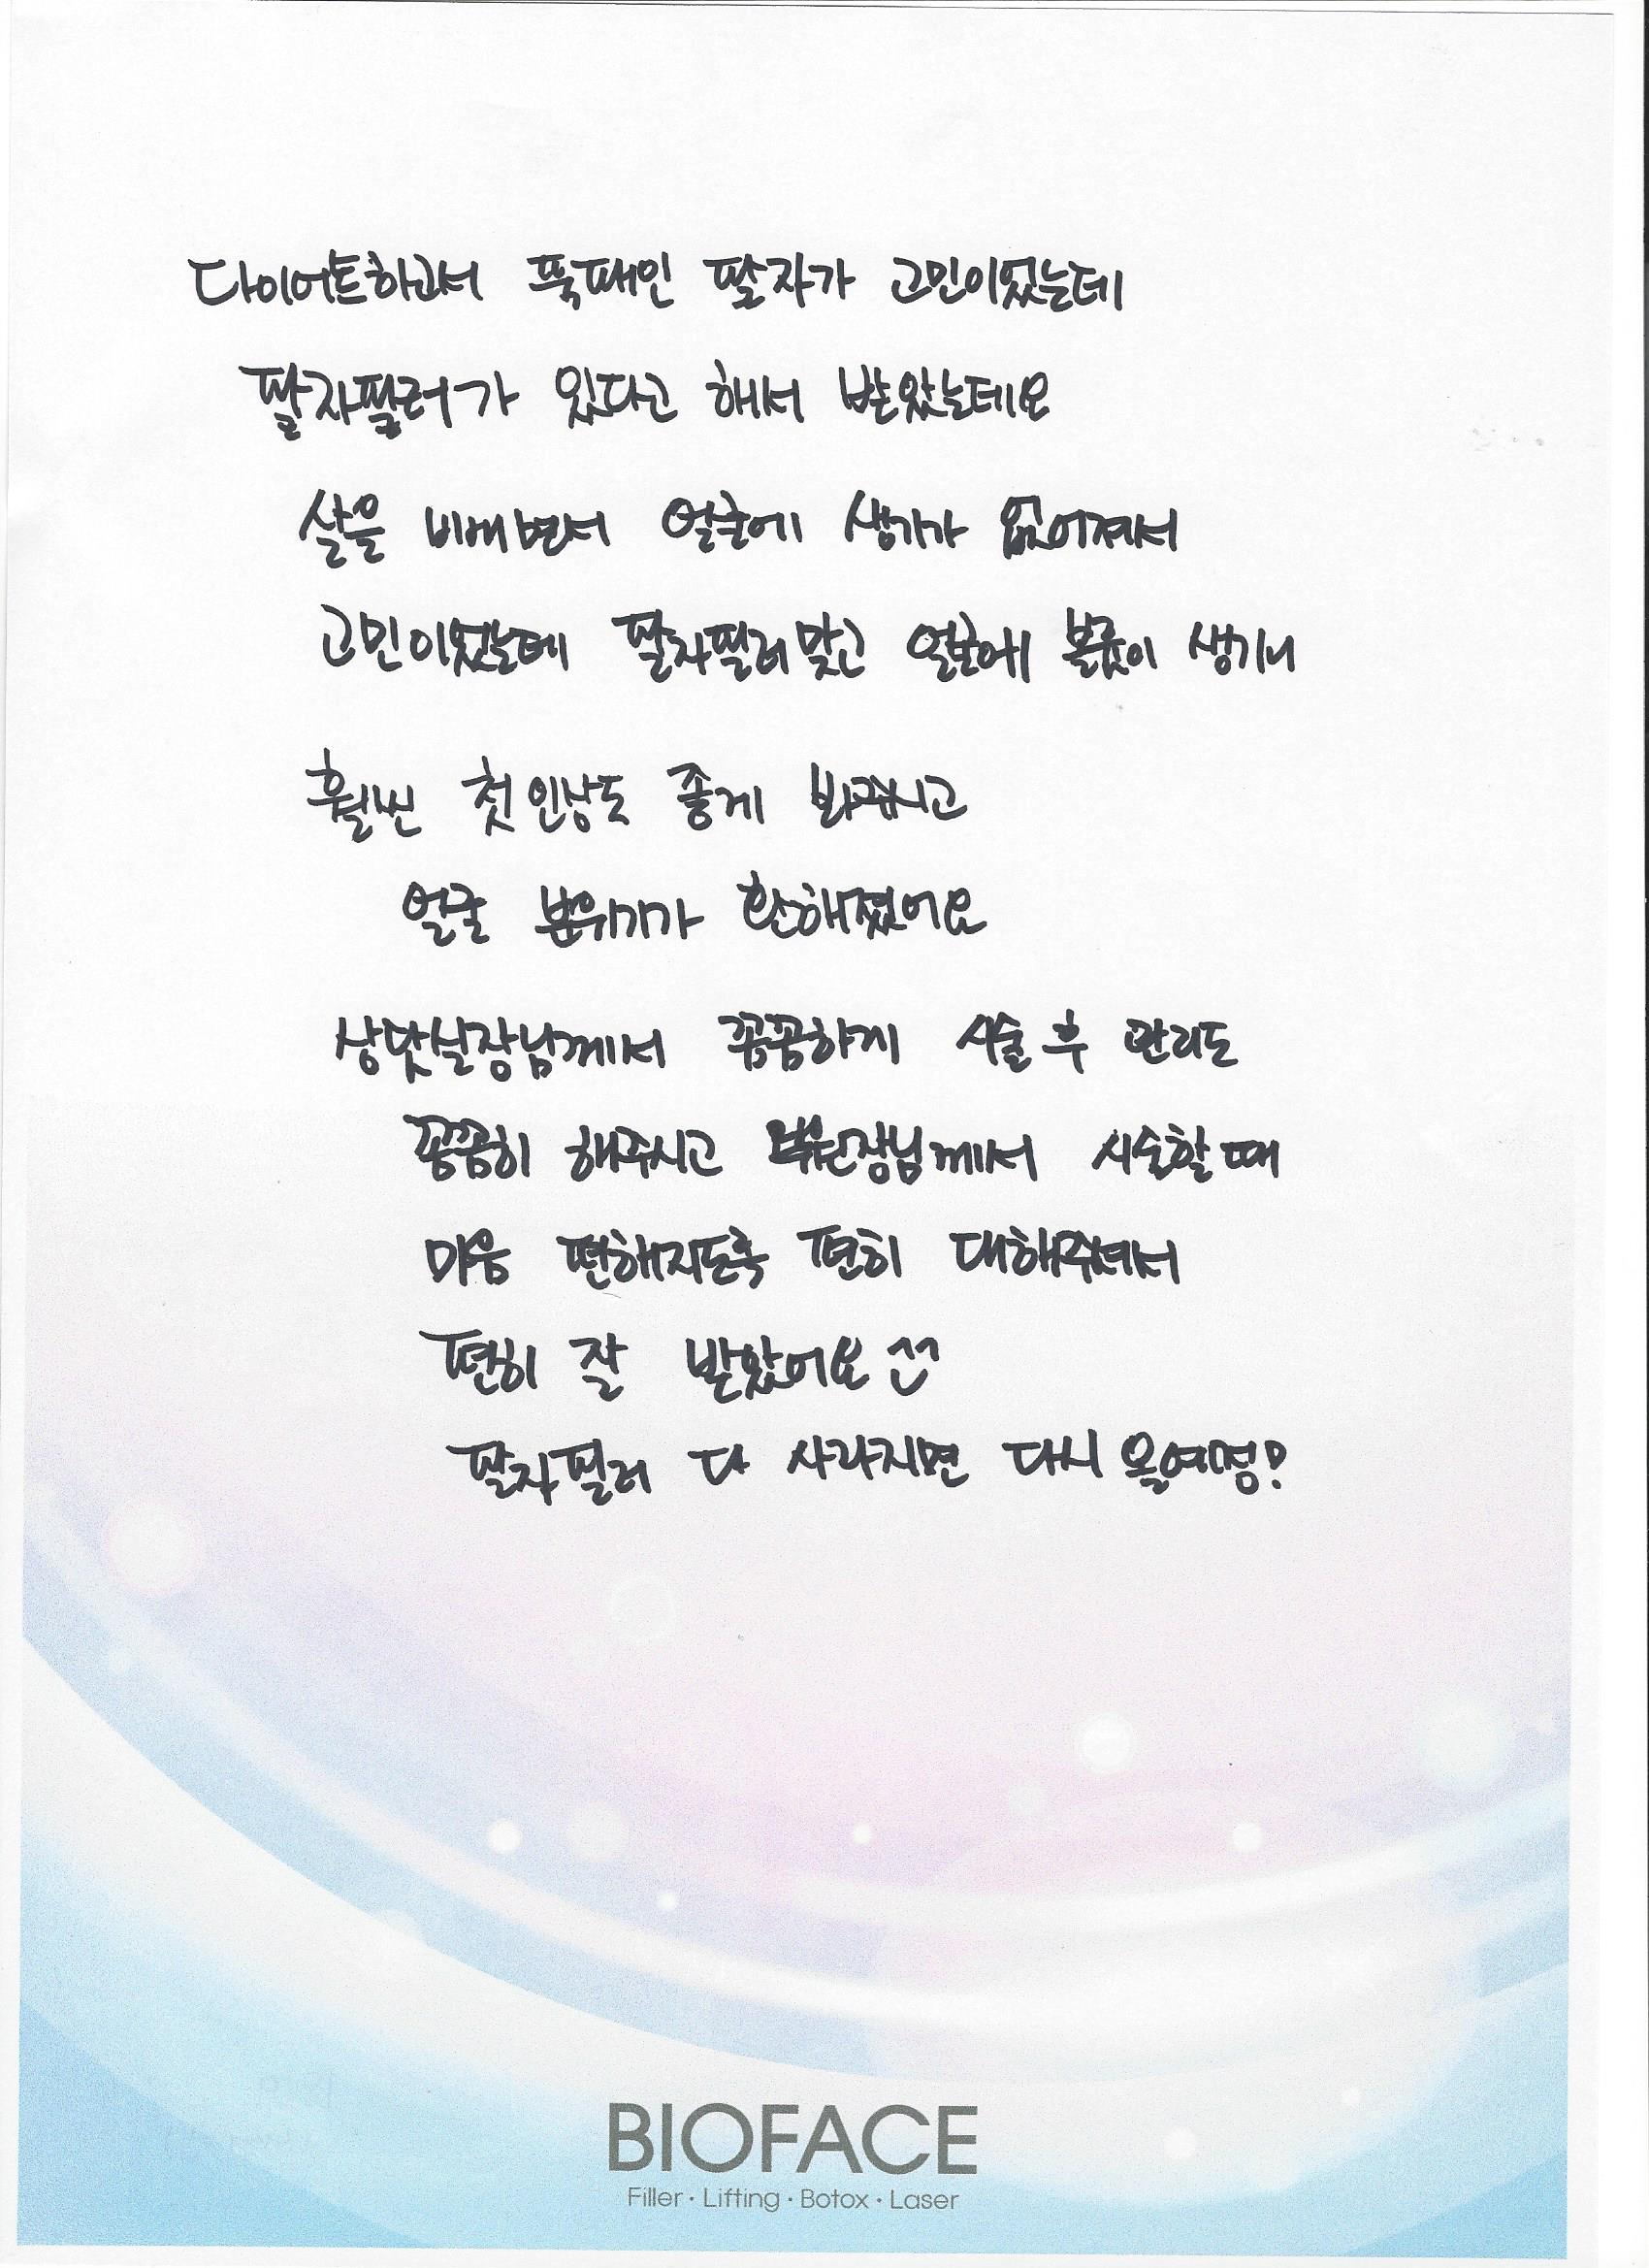 다이어트하고서 푹패인 팔자가 고민이었는데
팔자필러가 있다고 해서 받았는데요
살을 빼면서 얼굴에 생기가 없어져서
고민이었는데 팔자필러맞고 얼굴에 볼륨이 생기니
훨씬 첫인상도 좋게 봐주시고
얼굴 분위기가 환해졌어요
상담실장님께서 꼼꼼하게 시술 후 관리도
꼼꼼히 해주시고 시술할 때
마음 편해지도록 편히 대해주셔서
편히 잘 받았어요 ^^
팔자필러 다 사라지면 다시 올예정!
BIOFACE
Filler · Lifting · Botox · Laser